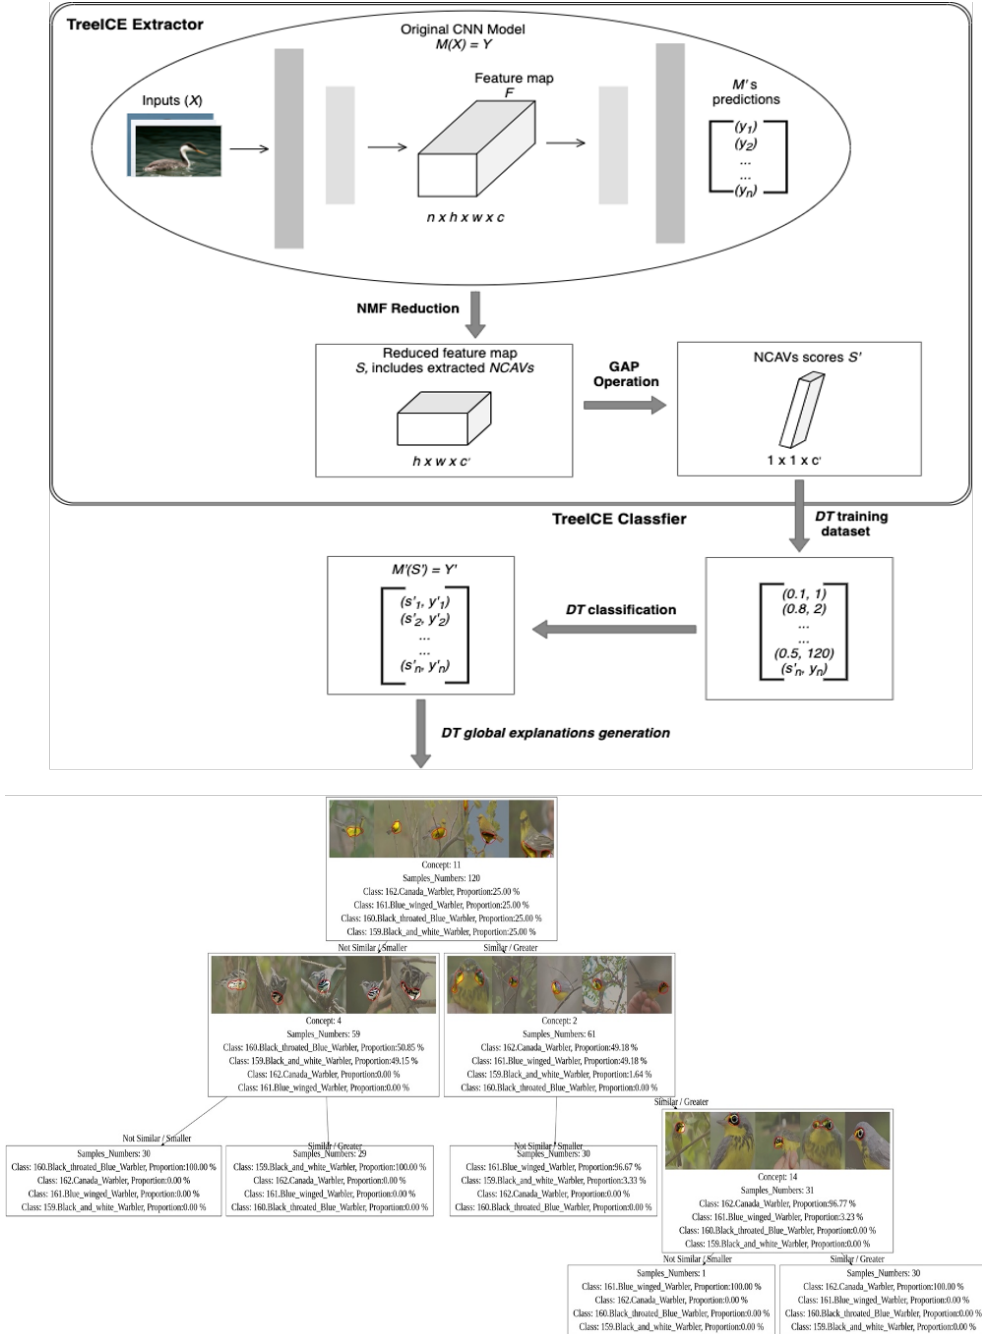 TreeICE Extractor
Original CNN Model
M(X) = Y
Feature map
F
Inputs (X)
M's
predictions
(y1)
(y2)
...
...
(yn)
n x h x w x c
NMF Reduction
Reduced feature map
S, includes extracted NCAVs
h x w x c'
GAP
Operation
NCAVs scores S'
1 x 1 x c'
TreeICE Classfier
DT training
dataset
M'(S') = Y'
(s'1, y'1)
(s'2, y'2)
...
...
(s'n, y'n)
DT classification
(0.1, 1)
(0.8, 2)
...
...
(0.5, 120)
(s'n, yn)
DT global explanations generation
Concept: 11
Samples_Numbers: 120
Class: 162.Canada_Warbler, Proportion:25.00 %
Class: 161.Blue_winged_Warbler, Proportion:25.00 %
Class: 160.Black_throated_Blue_Warbler, Proportion:25.00 %
Class: 159.Black_and_white_Warbler, Proportion:25.00 %
Not Similar / Smaller
Similar / Greater
Concept: 4
Samples_Numbers: 59
Class: 160.Black_throated_Blue_Warbler, Proportion:50.85 %
Class: 159.Black_and_white_Warbler, Proportion:49.15 %
Class: 162.Canada_Warbler, Proportion:0.00 %
Class: 161.Blue_winged_Warbler, Proportion:0.00 %
Concept: 2
Samples_Numbers: 61
Class: 162.Canada_Warbler, Proportion:49.18 %
Class: 161.Blue_winged_Warbler, Proportion:49.18 %
Class: 159.Black_and_white_Warbler, Proportion:1.64 %
Class: 160.Black_throated_Blue_Warbler, Proportion:0.00 %
Similar / Greater
Not Similar / Smaller
Samples_Numbers: 30
Class: 160.Black_throated_Blue_Warbler, Proportion:100.00 %
Class: 162.Canada_Warbler, Proportion:0.00 %
Class: 161.Blue_winged_Warbler, Proportion:0.00 %
Class: 159.Black_and_white_Warbler, Proportion:0.00 %
Similar / Greater
Samples_Numbers: 29
Class: 159.Black_and_white_Warbler, Proportion:100.00 %
Class: 162.Canada_Warbler, Proportion:0.00 %
Class: 161.Blue_winged_Warbler, Proportion:0.00 %
Class: 160.Black_throated_Blue_Warbler, Proportion:0.00 %
Not Similar / Smaller
Samples_Numbers: 30
Class: 161.Blue_winged_Warbler, Proportion:96.67 %
Class: 159.Black_and_white_Warbler, Proportion:3.33 %
Class: 162.Canada_Warbler, Proportion:0.00 %
Class: 160.Black_throated_Blue_Warbler, Proportion:0.00 %
Concept: 14
Samples_Numbers: 31
Class: 162.Canada_Warbler, Proportion:96.77 %
Class: 161.Blue_winged_Warbler, Proportion:3.23 %
Class: 160.Black_throated_Blue_Warbler, Proportion:0.00 %
Class: 159.Black_and_white_Warbler, Proportion:0.00 %
Not Similar / Smaller
Similar / Greater
Samples_Numbers: 1
Class: 161.Blue_winged_Warbler, Proportion:100.00 %
Class: 162.Canada_Warbler, Proportion:0.00 %
Class: 160.Black_throated_Blue_Warbler, Proportion:0.00 %
Class: 159.Black_and_white_Warbler, Proportion:0.00 %
Samples_Numbers: 30
Class: 162.Canada_Warbler, Proportion:100.00 %
Class: 161.Blue_winged_Warbler, Proportion:0.00 %
Class: 160.Black_throated_Blue_Warbler, Proportion:0.00 %
Class: 159.Black_and_white_Warbler, Proportion:0.00 %